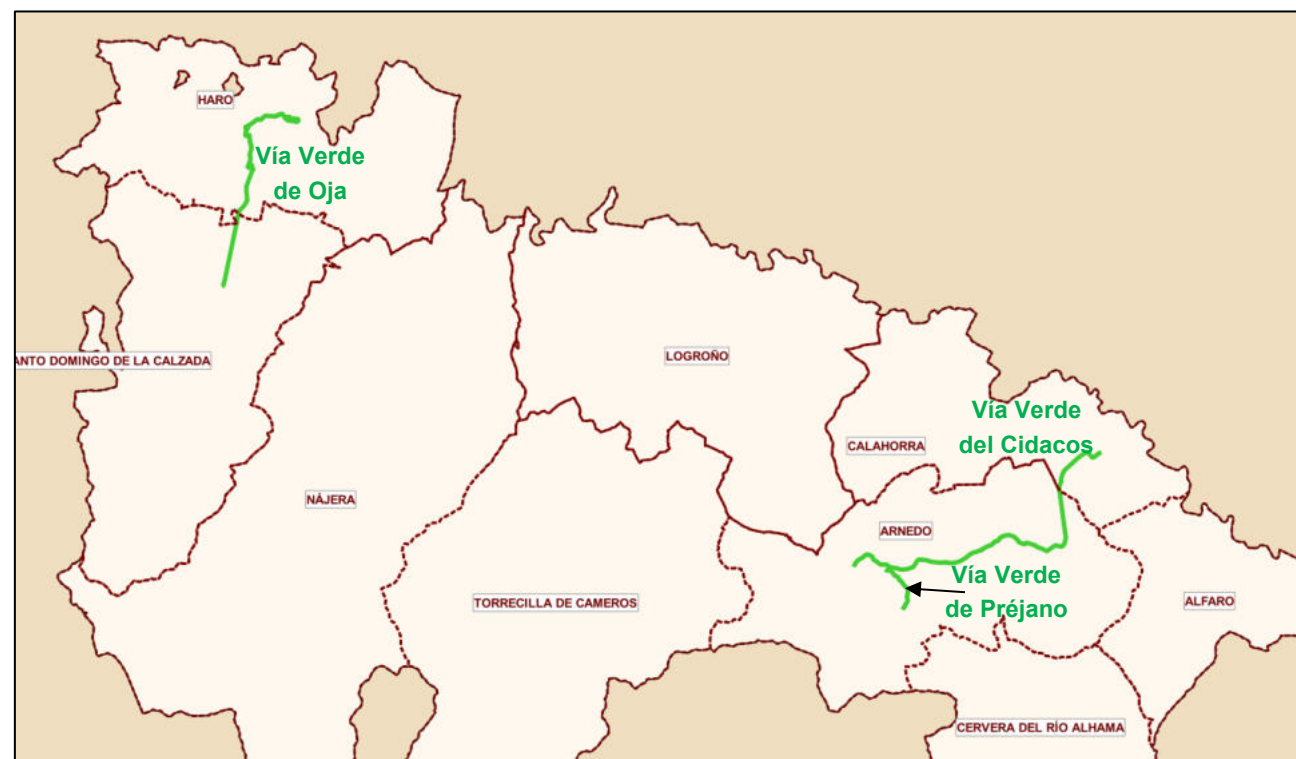 HARO
Vía Verde
de Oja
ANTO DOMINGO DE LA CALZADA
LOGROÑO
Vía Verde
del Cidacos
CALAHORRA
NÁJERA
ARNEDO
Vía Verde
de Préjano
TORRECILLA DE CAMEROS
ALFARO
CERVERA DEL RÍO ALHAMA